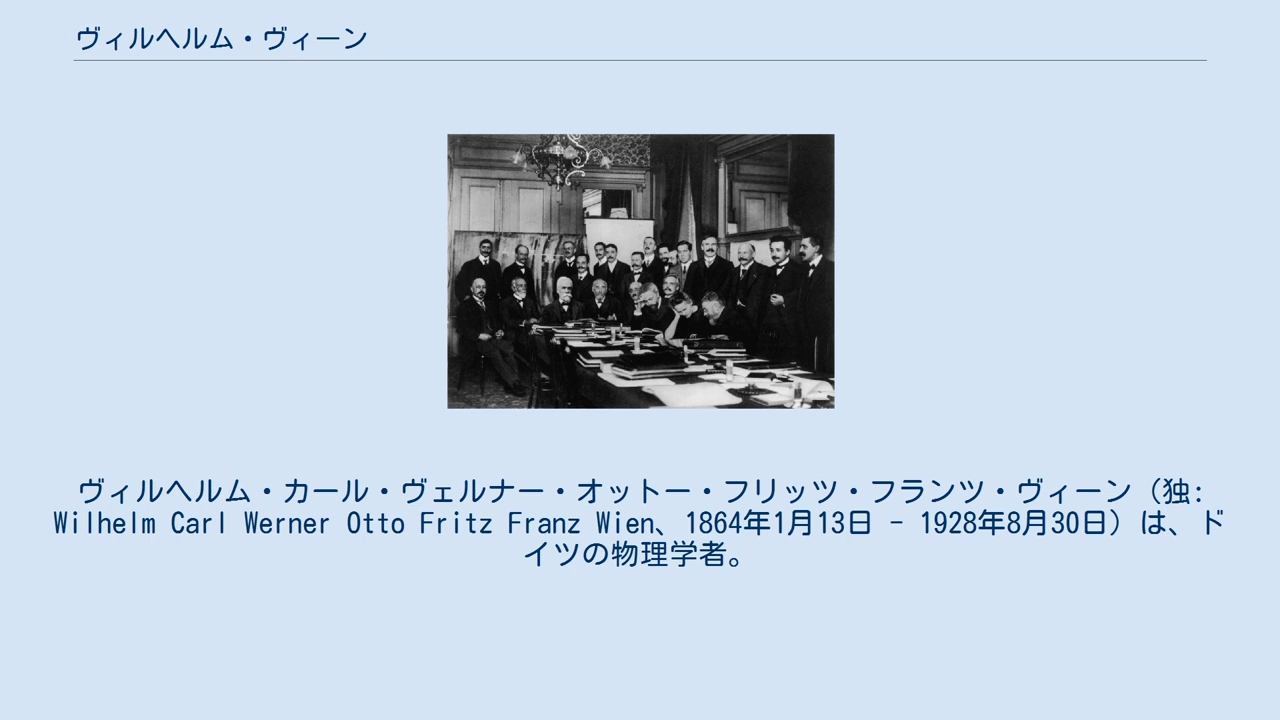 ヴィルヘルム・ヴィーン
ヴィルヘルム・カール・ヴェルナー・オットー・フリッツ・フランツ・ヴィーン（独:
Wilhelm Carl Werner Otto Fritz Franz Wien、1864年1月13日 - 1928年8月30日）は、ド
イツの物理学者。